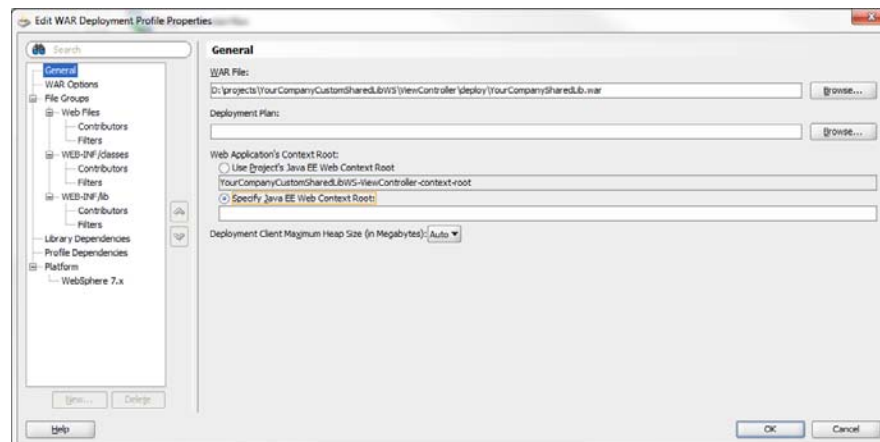 Edit WAR Deployment Profile Properties
Search
General
WAR Options
File Groups
Web Files
Contributors
Filters
WEB-INF/classes
Contributors
Filters
WEB-INF/lib
Contributors
Filters
Library Dependencies
Profile Dependencies
Platform
WebSphere 7.x
New...
Delete
General
WAR File:
D:\projects\YourCompanyCustomSharedLibWS\ViewController\deploy\YourCompanySharedLib.war
Browse...
Deployment Plan:
Browse...
Web Application's Context Root:
Use Project's Java EE Web Context Root
YourCompanyCustomSharedLibWS-ViewController-context-root
Specify Java EE Web Context Root:
Deployment Client Maximum Heap Size (in Megabytes): Auto
Help
OK
Cancel